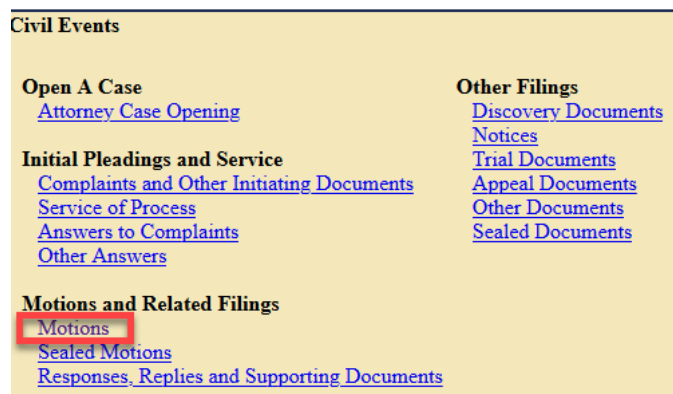 Civil Events
Open A Case
Attorney Case Opening
Initial Pleadings and Service
Complaints and Other Initiating Documents
Service of Process
Answers to Complaints
Other Answers
Motions and Related Filings
Motions
Sealed Motions
Responses, Replies and Supporting Documents
Other Filings
Discovery Documents
Notices
Trial Documents
Appeal Documents
Other Documents
Sealed Documents